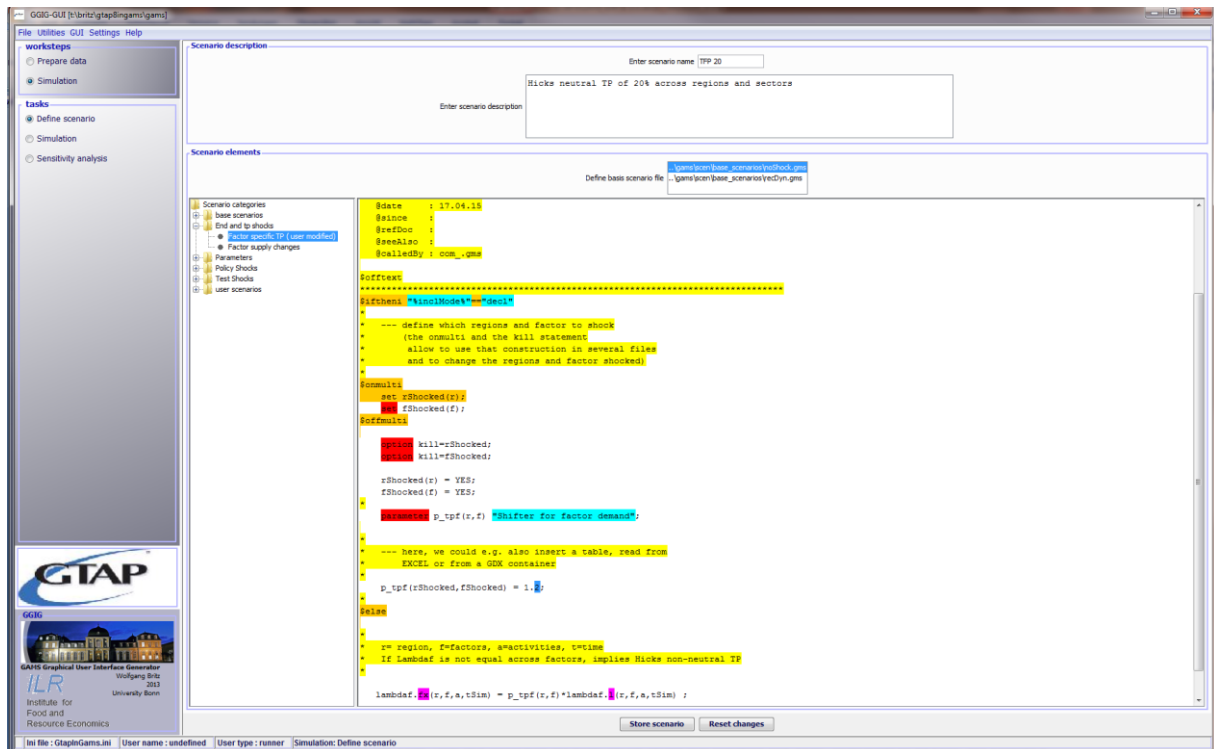 GGIG-GUI [t:\britz\gtap8ingams\gams]
File Utilities GUI Settings Help
worksteps
Prepare data
Simulation
tasks
Define scenario
Simulation
Sensitivity analysis
Scenario description
Enter scenario name TFP 20
Enter scenario description Hicks neutral TP of 20% across regions and sectors
Scenario elements
Define basis scenario file ...\gams\scen\base_scenarios\noShock.gms
...\gams\scen\base_scenarios\recDyn.gms
Scenario categories
base scenarios
End and tp shocks
Factor specific TP ( user modified)
Factor supply changes
Parameters
Policy Shocks
Test Shocks
user scenarios
@date : 17.04.15
@since :
@refDoc :
@seeAlso :
@calledBy : com_.gms
$offtext
********************************************************************************
$iftheni "%inclMode%"=="decl"
*
* --- define which regions and factor to shock
* (the onmulti and the kill statement
* allow to use that construction in several files
* and to change the regions and factor shocked)
*
$onmulti
set rShocked(r);
set fShocked(f);
$offmulti
option kill=rShocked;
option kill=fShocked;
rShocked(r) = YES;
fShocked(f) = YES;
*
parameter p_tpf(r,f) "Shifter for factor demand";
*
* --- here, we could e.g. also insert a table, read from
* EXCEL or from a GDX container
*
p_tpf(rShocked,fShocked) = 1.2;
*
$else
*
* r= region, f=factors, a=activities, t=time
* If Lambdaf is not equal across factors, implies Hicks non-neutral TP
*
lambdaf.fx(r,f,a,tSim) = p_tpf(r,f)*lambdaf.l(r,f,a,tSim) ;
GTAP
GGIG
GAMS Graphical User Interface Generator
Wolfgang Britz
2013
University Bonn
ILR
Institute for
Food and
Resource Economics
Store scenario Reset changes
Ini file : GtapInGams.ini User name : undefined User type : runner Simulation: Define scenario